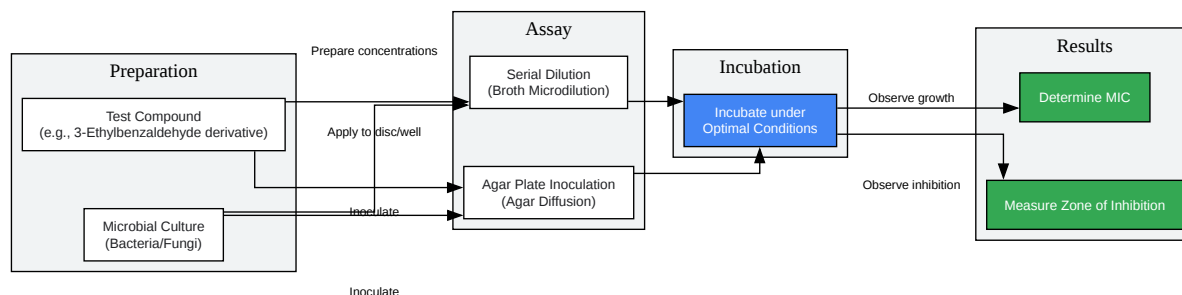 Preparation
Test Compound
(e.g., 3-Ethylbenzaldehyde derivative)
Microbial Culture
(Bacteria/Fungi)
Prepare concentrations
Apply to disc/well
Inoculate
Inoculate
Assay
Serial Dilution
(Broth Microdilution)
Agar Plate Inoculation
(Agar Diffusion)
Incubation
Incubate under
Optimal Conditions
Observe growth
Observe inhibition
Results
Determine MIC
Measure Zone of Inhibition